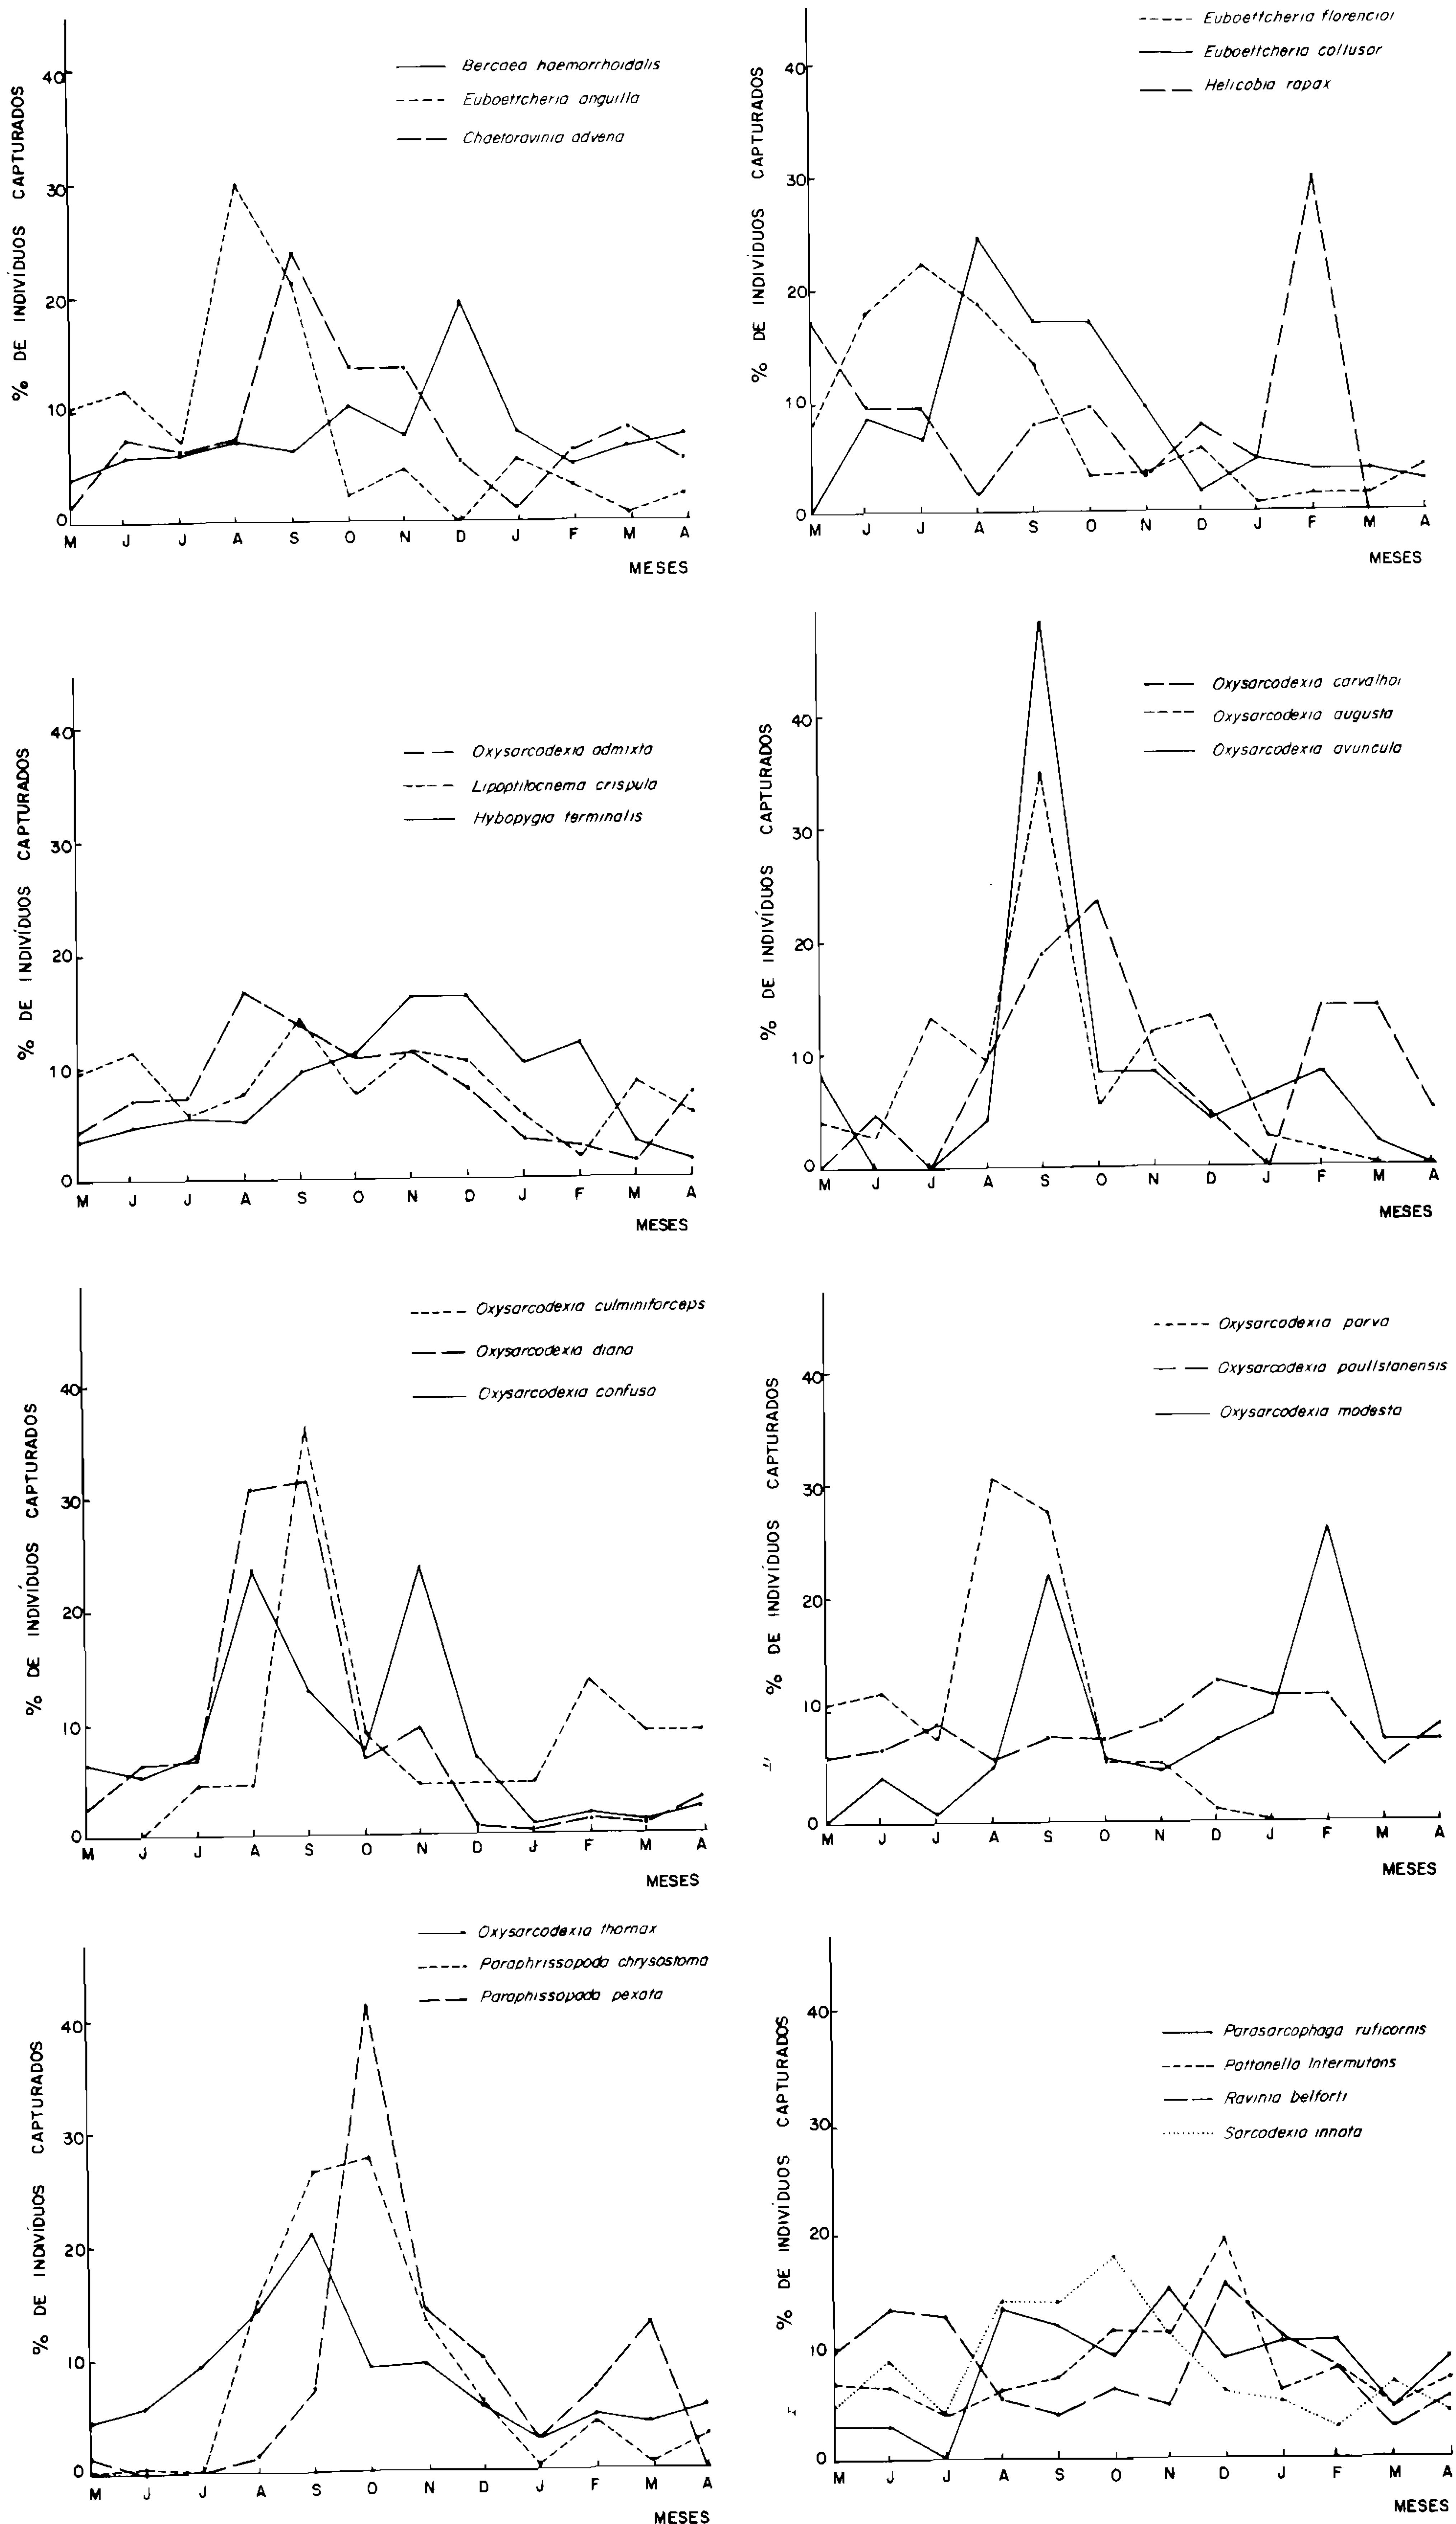 % DE INDIVÍDUOS CAPTURADOS
40
30
20
10
0
Bercaea haemorrhoidalis
Euboettcheria anguilla
Chaetoravinia advena
M J J A S O N D J F M A
MESES
% DE INDIVÍDUOS CAPTURADOS
40
30
20
10
0
Euboettcheria florencioi
Euboettcheria collusor
Helicobia rapax
M J J A S O N D J F M A
MESES
% DE INDIVÍDUOS CAPTURADOS
40
30
20
10
0
Oxysarcodexia admixta
Lipoptilocnema crispula
Hybopygia terminalis
M J J A S O N D J F M A
MESES
% DE INDIVÍDUOS CAPTURADOS
40
30
20
10
0
Oxysarcodexia carvalhoi
Oxysarcodexia augusta
Oxysarcodexia avuncula
M J J A S O N D J F M A
MESES
% DE INDIVÍDUOS CAPTURADOS
40
30
20
10
0
Oxysarcodexia culminiforceps
Oxysarcodexia diana
Oxysarcodexia confusa
M J J A S O N D J F M A
MESES
% DE INDIVÍDUOS CAPTURADOS
40
30
20
10
0
Oxysarcodexia parva
Oxysarcodexia paulistanensis
Oxysarcodexia modesta
M J J A S O N D J F M A
MESES
% DE INDIVÍDUOS CAPTURADOS
40
30
20
10
0
Oxysarcodexia thornax
Paraphrissopoda chrysostoma
Paraphissopoda pexata
M J J A S O N D J F M A
MESES
% DE INDIVÍDUOS CAPTURADOS
40
30
20
10
0
Parasarcophaga ruficornis
Pattonella intermutans
Ravinia belforti
Sarcodexia innota
M J J A S O N D J F M A
MESES